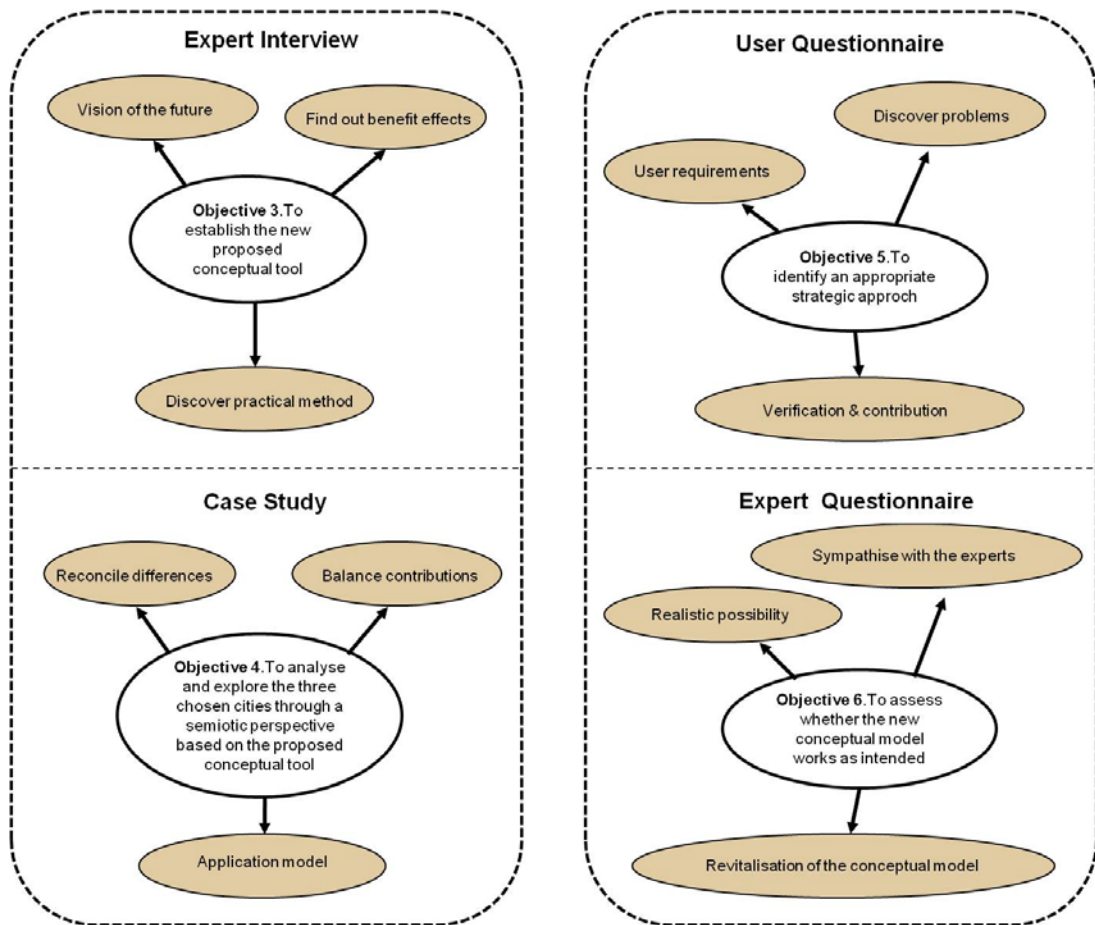 Expert Interview
Vision of the future
Find out benefit effects
Objective 3.To
establish the new
proposed
conceptual tool
Discover practical method
Case Study
Reconcile differences
Balance contributions
Objective 4.To analyse
and explore the three
chosen cities through a
semiotic perspective
based on the proposed
conceptual tool
Application model
User Questionnaire
Discover problems
User requirements
Objective 5.To
identify an appropriate
strategic approch
Verification & contribution
Expert Questionnaire
Sympathise with the experts
Realistic possibility
Objective 6.To assess
whether the new
conceptual model
works as intended
Revitalisation of the conceptual model